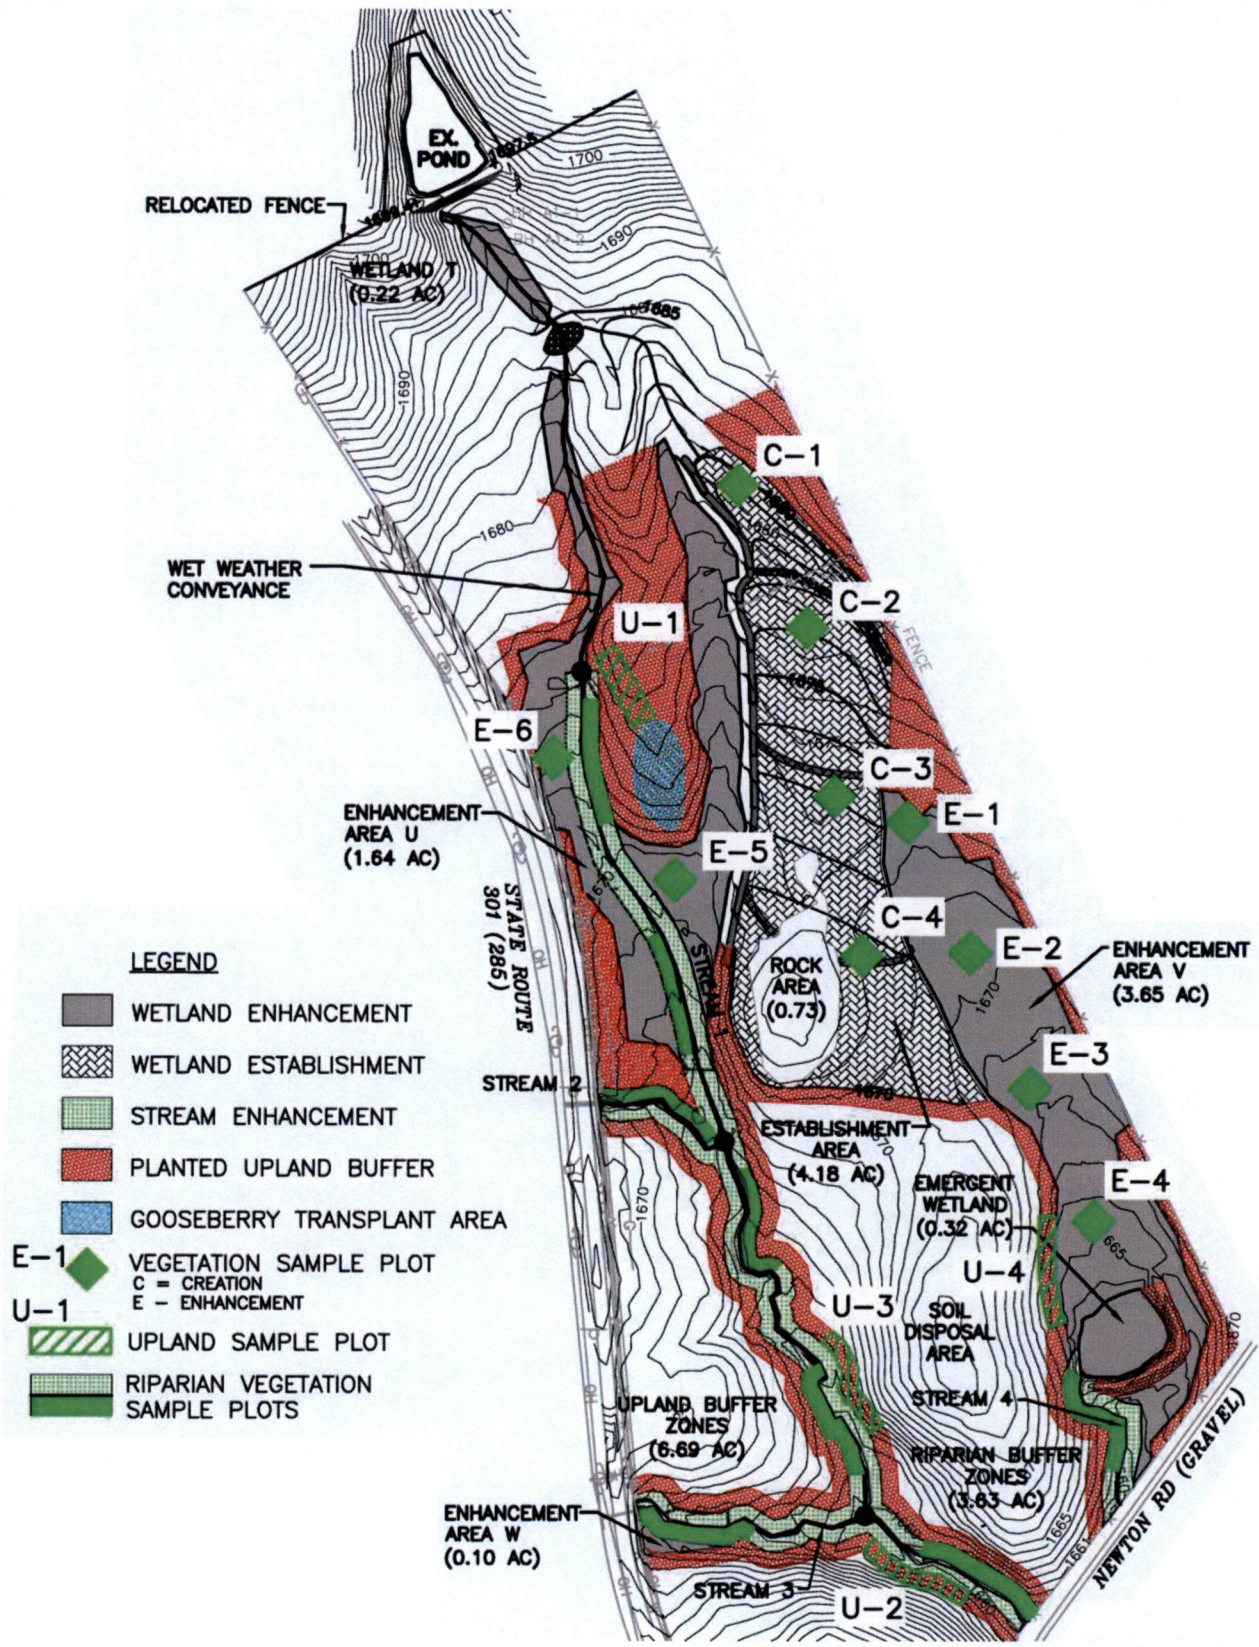 EX.
POND
1697.5
1700
RELOCATED FENCE
1690
1700
WETLAND T
(0.22 AC)
1685
1690
C-1
1680
WET WEATHER
CONVEYANCE
C-2
U-1
FENCE
E-6
C-3
E-1
ENHANCEMENT
AREA U
(1.64 AC)
E-5
C-4
E-2
STATE ROUTE
301 (285)
STREAM 1
ROCK
AREA
(0.73)
ENHANCEMENT
AREA V
(3.65 AC)
1670
E-3
STREAM 2
1670
ESTABLISHMENT
AREA
(4.18 AC)
1670
EMERGENT
WETLAND
(0.32 AC)
E-4
665
U-4
U-3
SOIL
DISPOSAL
AREA
1670
STREAM 4
UPLAND BUFFER
ZONES
(6.69 AC)
RIPARIAN BUFFER
ZONES
(3.63 AC)
1665
1661
NEWTON RD (GRAVEL)
ENHANCEMENT
AREA W
(0.10 AC)
STREAM 3
U-2
LEGEND
WETLAND ENHANCEMENT
WETLAND ESTABLISHMENT
STREAM ENHANCEMENT
PLANTED UPLAND BUFFER
GOOSEBERRY TRANSPLANT AREA
E-1
VEGETATION SAMPLE PLOT
C = CREATION
E - ENHANCEMENT
U-1
UPLAND SAMPLE PLOT
RIPARIAN VEGETATION
SAMPLE PLOTS